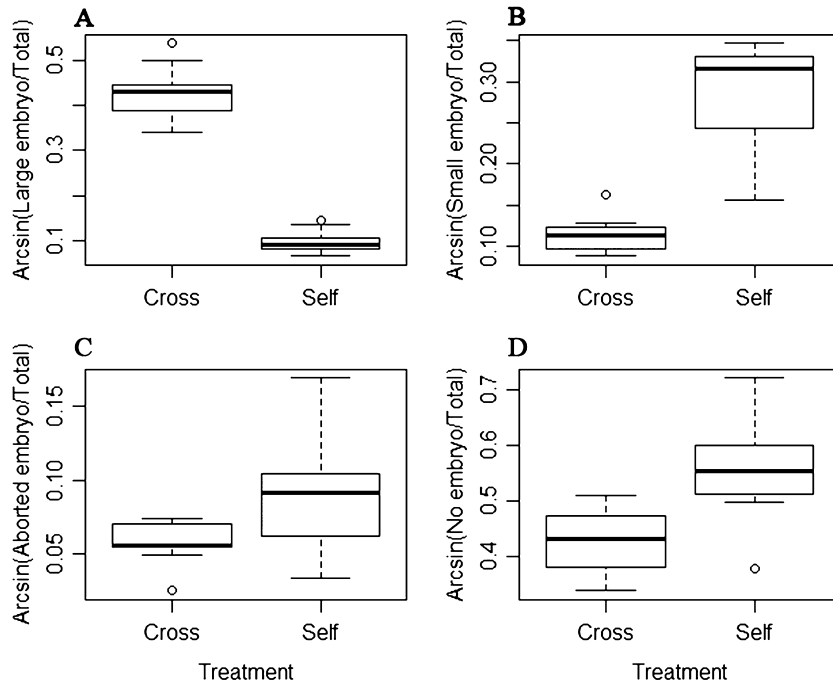 A
Arcsin(Large embryo/Total)
0.5
0.3
0.1
Cross
Self
B
Arcsin(Small embryo/Total)
0.30
0.20
0.10
Cross
Self
C
Arcsin(Aborted embryo/Total)
0.15
0.10
0.05
Cross
Self
Treatment
D
Arcsin(No embryo/Total)
0.7
0.6
0.5
0.4
Cross
Self
Treatment